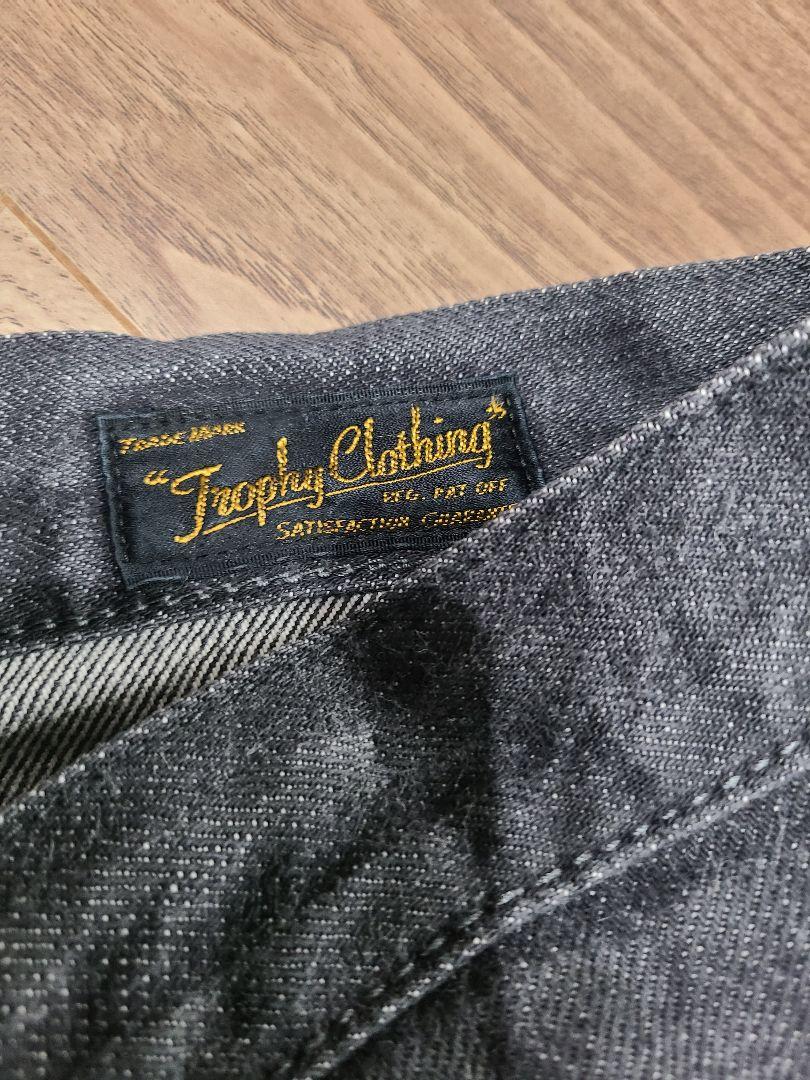 TRADE MARK
"Trophy Clothing"
REG. PAT OFF
SATISFACTION